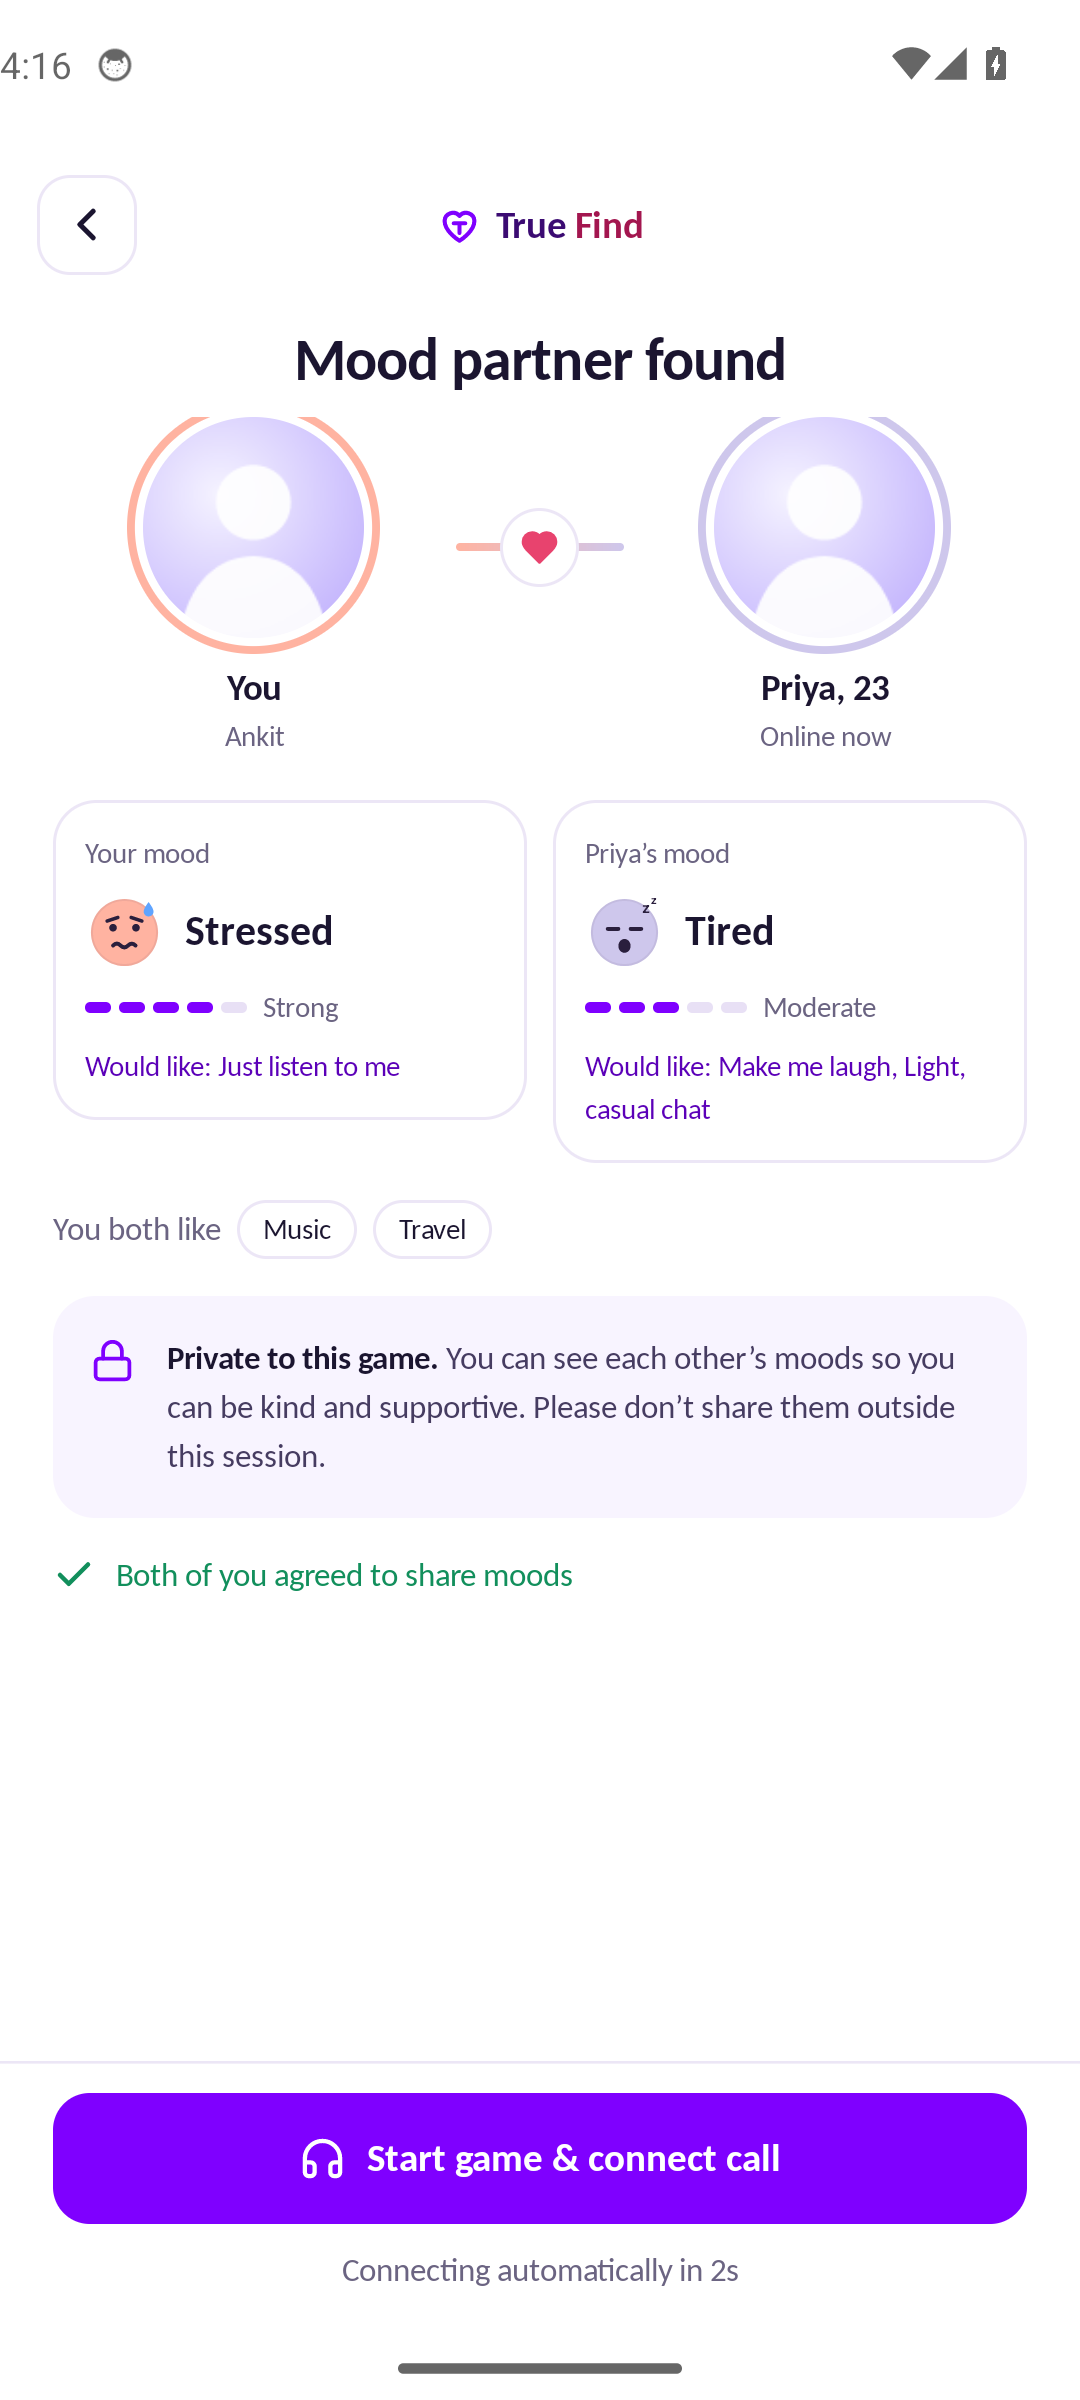 4:16
True Find
Mood partner found
You
Ankit
Priya, 23
Online now
Your mood
Stressed
Strong
Would like: Just listen to me
Priya’s mood
z z
Tired
Moderate
Would like: Make me laugh, Light,
casual chat
You both like
Music
Travel
Private to this game. You can see each other’s moods so you
can be kind and supportive. Please don’t share them outside
this session.
Both of you agreed to share moods
Start game & connect call
Connecting automatically in 2s